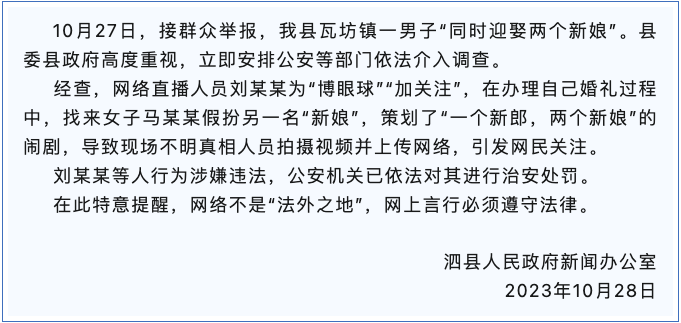 10月27日，接群众举报，我县瓦坊镇一男子“同时迎娶两个新娘”。县
委县政府高度重视，立即安排公安等部门依法介入调查。
经查，网络直播人员刘某某为“博眼球”“加关注”，在办理自己婚礼过程
中，找来女子马某某假扮另一名“新娘”，策划了“一个新郎，两个新娘”的
闹剧，导致现场不明真相人员拍摄视频并上传网络，引发网民关注。
刘某某等人行为涉嫌违法，公安机关已依法对其进行治安处罚。
在此特意提醒，网络不是“法外之地”，网上言行必须遵守法律。
泗县人民政府新闻办公室
2023年10月28日